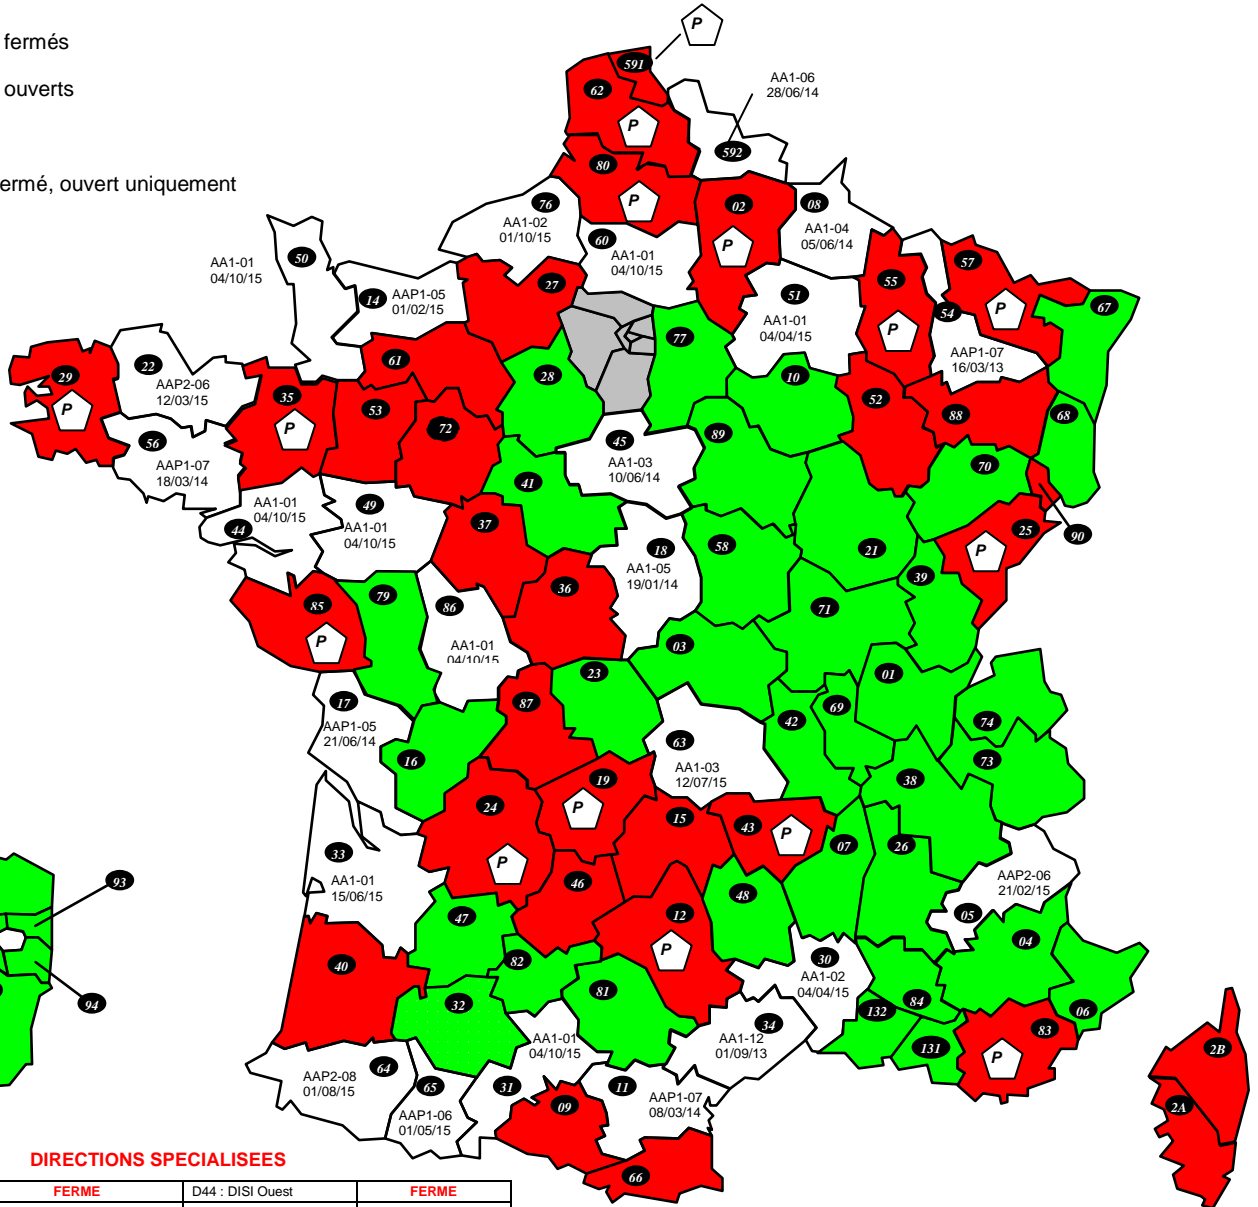 fermés
ouverts
ermé, ouvert uniquement
P
591
AA1-06
28/06/14
62
P
592
80
P
76
AA1-02
01/10/15
02
P
08
AA1-04
05/06/14
60
AA1-01
04/10/15
50
AA1-01
04/10/15
14
AAP1-05
01/02/15
27
51
AA1-01
04/04/15
55
P
57
P
54
AAP1-07
16/03/13
67
77
61
29
P
22
AAP2-06
12/03/15
35
P
53
72
28
10
52
88
68
56
AAP1-07
18/03/14
45
AA1-03
10/06/14
89
70
41
44
AA1-01
04/10/15
49
AA1-01
04/10/15
37
18
AA1-05
19/01/14
58
21
25
P
90
39
36
85
P
79
86
AA1-01
04/10/15
71
03
23
01
17
AAP1-05
21/06/14
87
42
69
74
16
63
AA1-03
12/07/15
73
38
24
P
19
P
15
43
P
07
26
33
AA1-01
15/06/15
46
48
AAP2-06
21/02/15
05
93
47
12
P
04
40
82
30
AA1-02
04/04/15
94
32
81
132
84
06
AA1-01
04/10/15
34
AA1-12
01/09/13
131
83
P
2B
64
AAP2-08
01/08/15
65
AAP1-06
01/05/15
31
09
11
AAP1-07
08/03/14
2A
66
DIRECTIONS SPECIALISEES
FERME
D44 : DISI Ouest
FERME